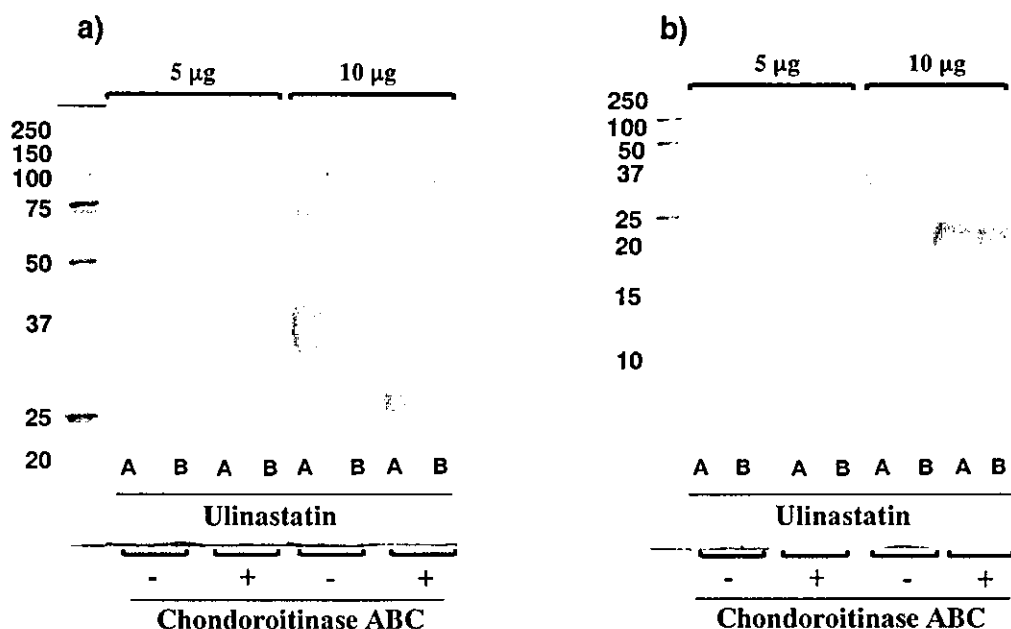 a)
5 µg 10 µg
250
150
100
75
50
37
25
20
A B A B A B A B
Ulinastatin
- + - +
Chondoroitinase ABC
b)
5 µg 10 µg
250
100
50
37
25
20
15
10
A B A B A B A B
Ulinastatin
- + - +
Chondoroitinase ABC